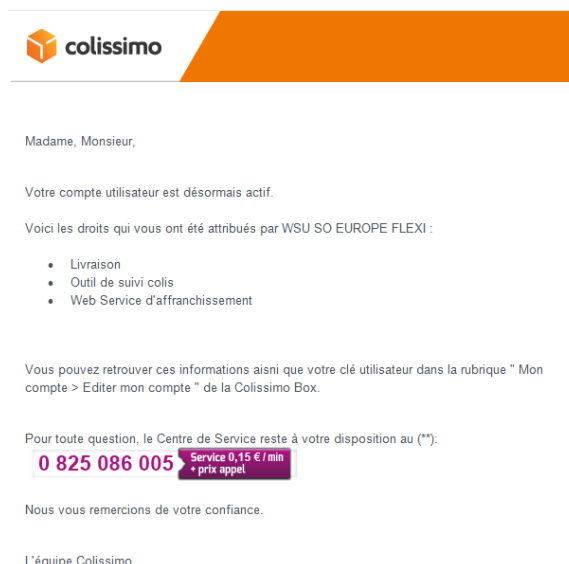 colissimo
Madame, Monsieur,
Votre compte utilisateur est désormais actif.
Voici les droits qui vous ont été attribués par WSU SO EUROPE FLEXI :
• Livraison
• Outil de suivi colis
• Web Service d'affranchissement
Vous pouvez retrouver ces informations aisni que votre clé utilisateur dans la rubrique " Mon
compte > Editer mon compte " de la Colissimo Box.
Pour toute question, le Centre de Service reste à votre disposition au (**):
0 825 086 005 Service 0,15 € / min
+ prix appel
Nous vous remercions de votre confiance.
L'équipe Colissimo